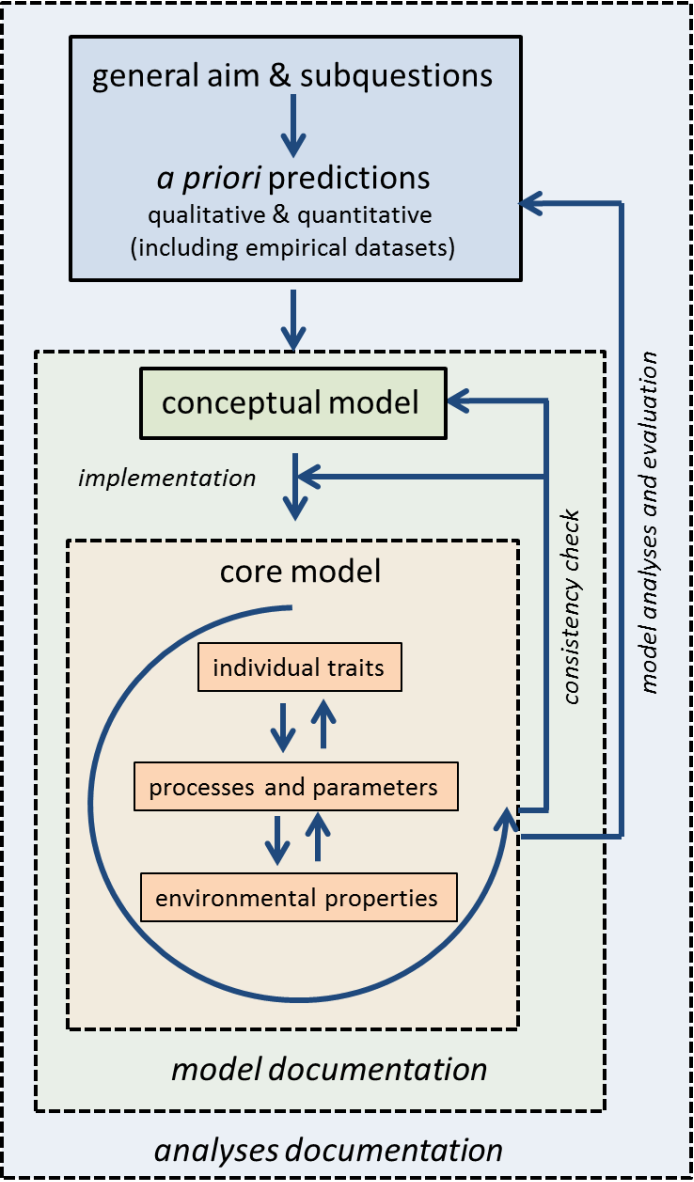 general aim & subquestions
a priori predictions
qualitative & quantitative
(including empirical datasets)
conceptual model
implementation
core model
individual traits
processes and parameters
environmental properties
consistency check
model analyses and evaluation
model documentation
analyses documentation